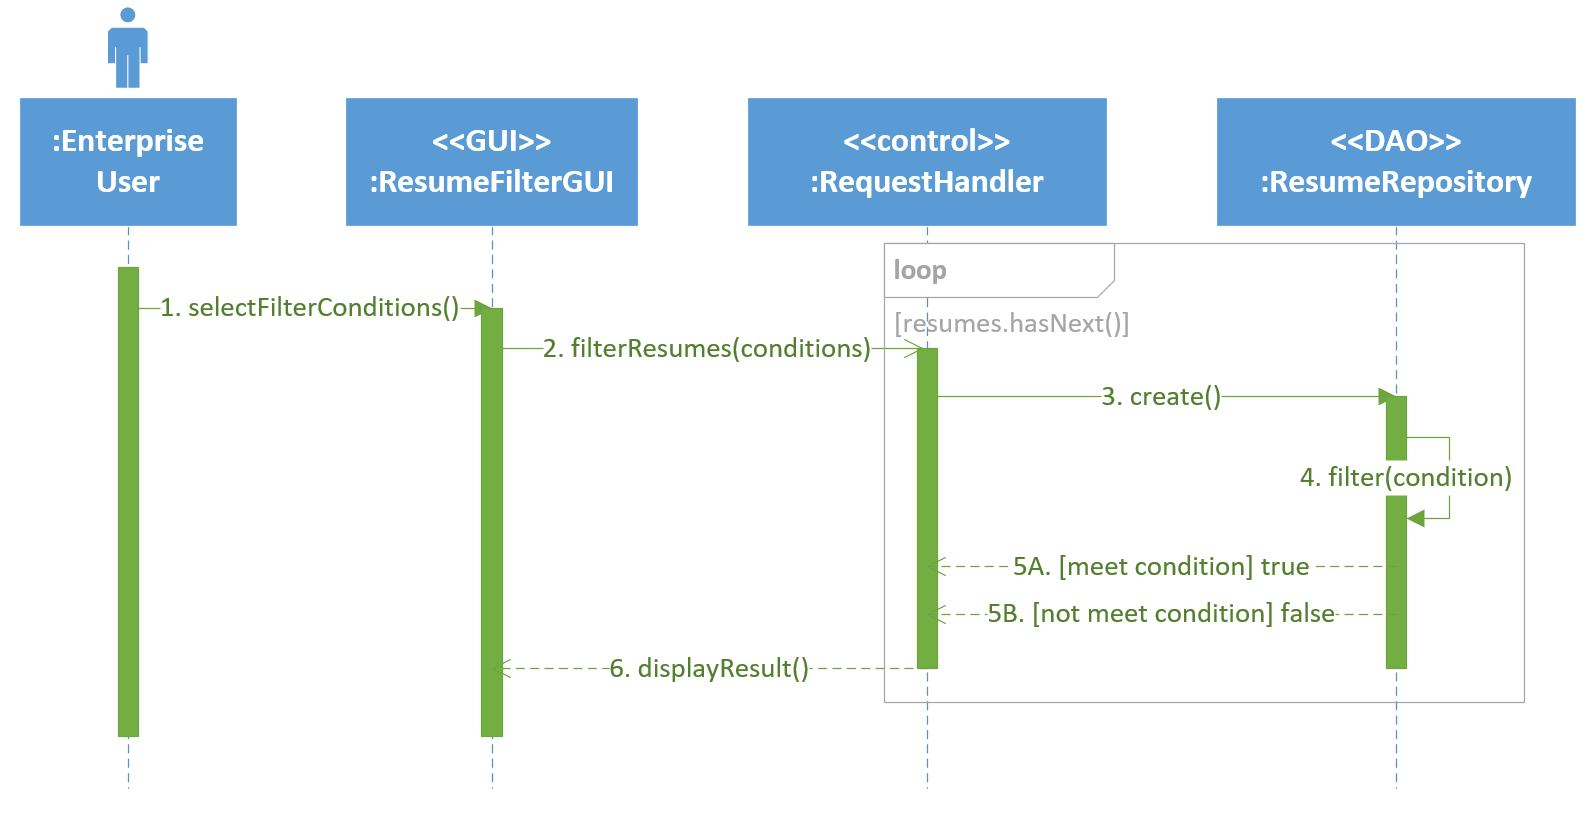 :Enterprise
User
<<GUI>>
:ResumeFilterGUI
<<control>>
:RequestHandler
<<DAO>>
:ResumeRepository
loop
[resumes.hasNext()]
1. selectFilterConditions()
2. filterResumes(conditions)
3. create()
4. filter(condition)
5A. [meet condition] true
5B. [not meet condition] false
6. displayResult()